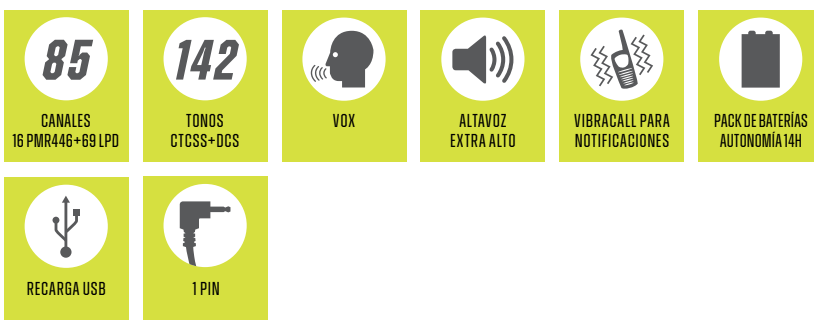 85
CANALES
16 PMR446+69 LPD
142
TONOS
CTCSS+DCS
VOX
ALTAVOZ
EXTRA ALTO
VIBRACALL PARA
NOTIFICACIONES
PACK DE BATERÍAS
AUTONOMÍA 14H
RECARGA USB
1 PIN